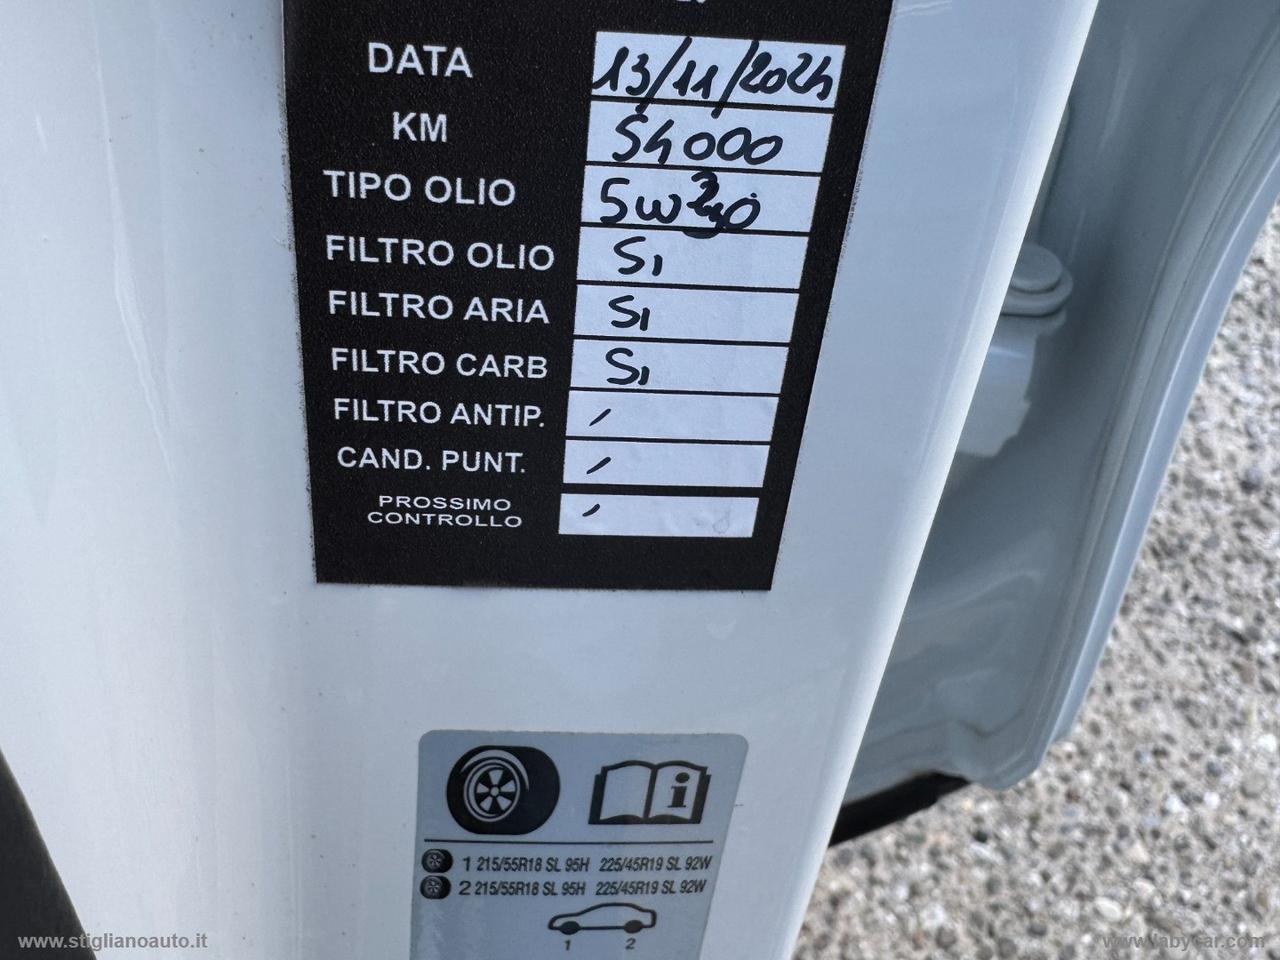 DATA 13/11/2024
KM 54000
TIPO OLIO 5W
FILTRO OLIO Si
FILTRO ARIA Si
FILTRO CARB Si
FILTRO ANTIP. /
CAND. PUNT. /
PROSSIMO
CONTROLLO /
1 215/55R18 SL 95H 225/45R19 SL 92W
2 215/55R18 SL 95H 225/45R19 SL 92W
1 2
www.stiglianoauto.it
www.babycar.com